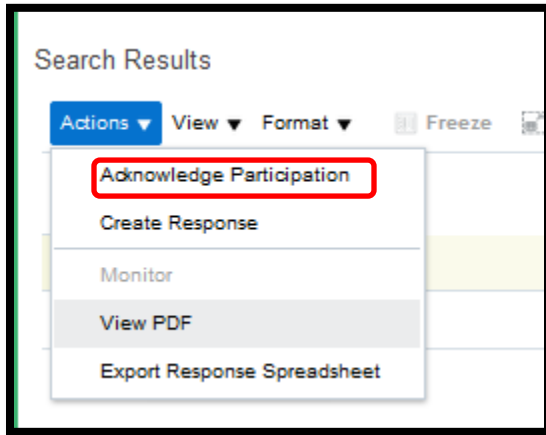 Search Results
Actions ▼ View ▼ Format ▼ Freeze
Acknowledge Participation
Create Response
Monitor
View PDF
Export Response Spreadsheet